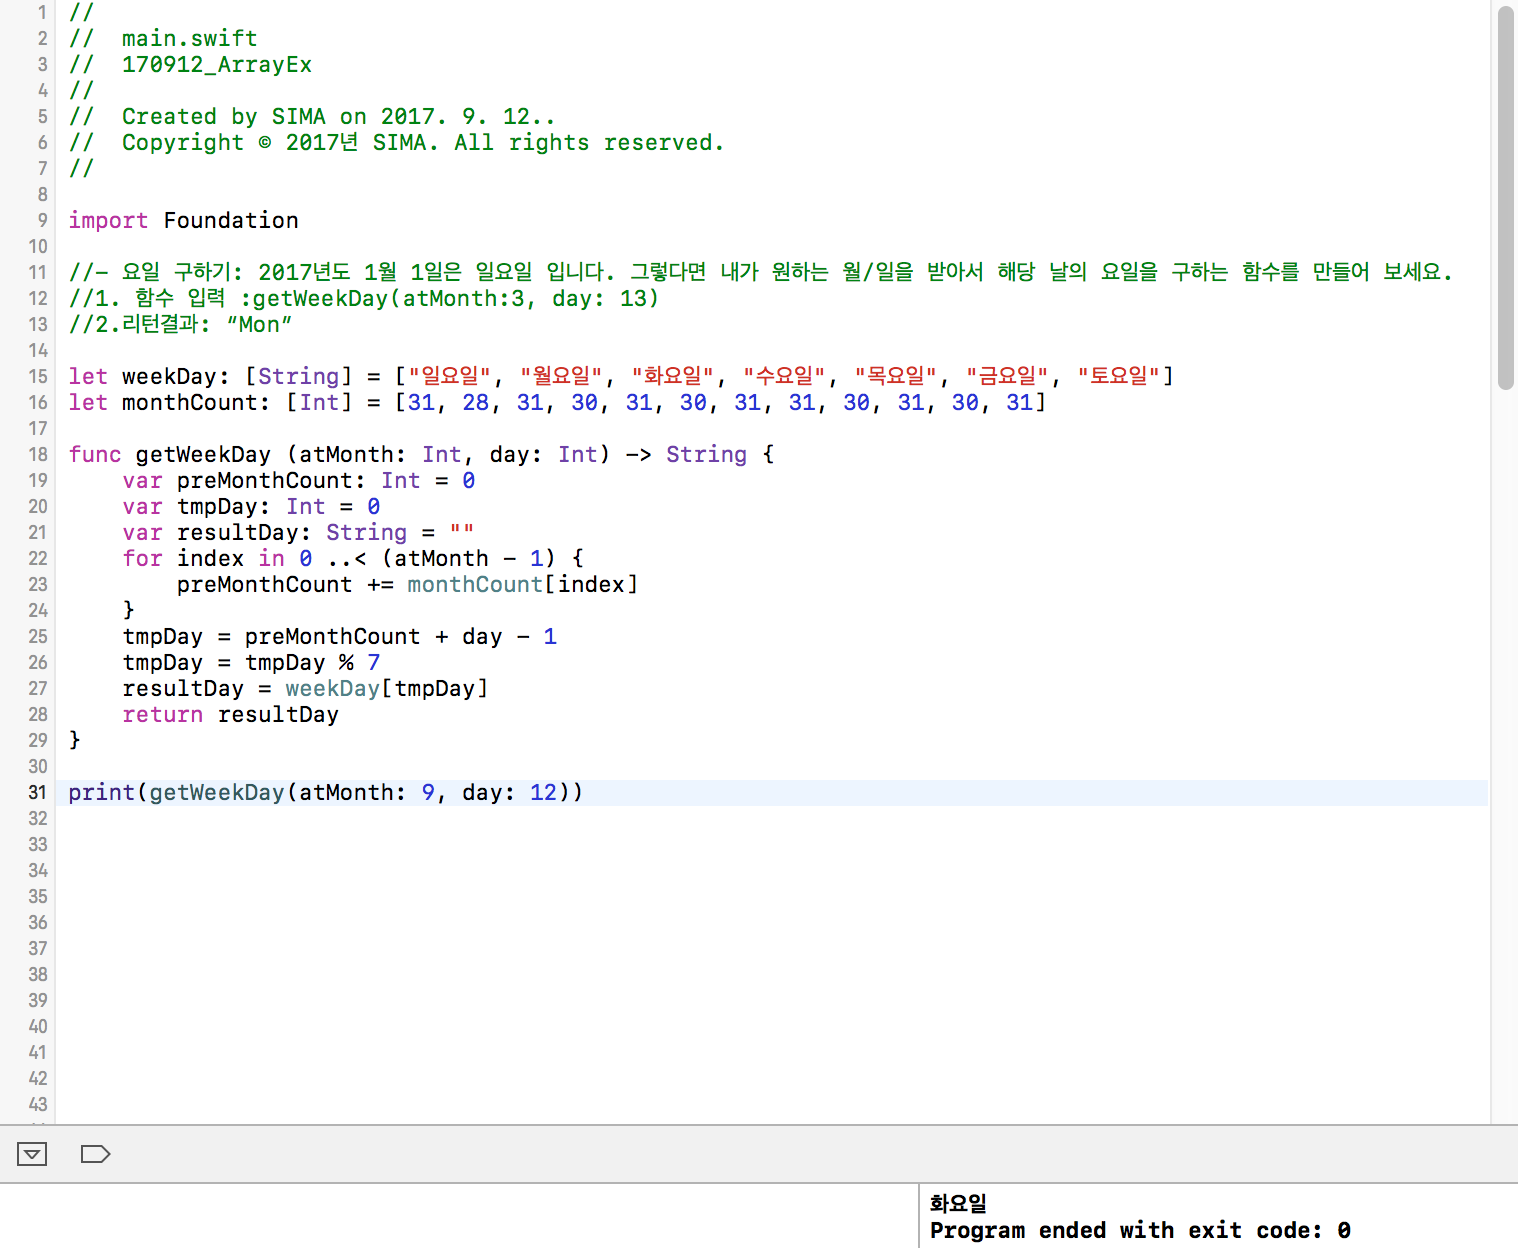 1 //
2 //  main.swift
3 //  170912_ArrayEx
4 //
5 //  Created by SIMA on 2017. 9. 12..
6 //  Copyright © 2017년 SIMA. All rights reserved.
7 //
8
9 import Foundation
10
11 //- 요일 구하기: 2017년도 1월 1일은 일요일 입니다. 그렇다면 내가 원하는 월/일을 받아서 해당 날의 요일을 구하는 함수를 만들어 보세요.
12 //1. 함수 입력 :getWeekDay(atMonth:3, day: 13)
13 //2.리턴결과: “Mon”
14
15 let weekDay: [String] = ["일요일", "월요일", "화요일", "수요일", "목요일", "금요일", "토요일"]
16 let monthCount: [Int] = [31, 28, 31, 30, 31, 30, 31, 31, 30, 31, 30, 31]
17
18 func getWeekDay (atMonth: Int, day: Int) -> String {
19     var preMonthCount: Int = 0
20     var tmpDay: Int = 0
21     var resultDay: String = ""
22     for index in 0 ..< (atMonth - 1) {
23         preMonthCount += monthCount[index]
24     }
25     tmpDay = preMonthCount + day - 1
26     tmpDay = tmpDay % 7
27     resultDay = weekDay[tmpDay]
28     return resultDay
29 }
30
31 print(getWeekDay(atMonth: 9, day: 12))
32
33
34
35
36
37
38
39
40
41
42
43
화요일
Program ended with exit code: 0